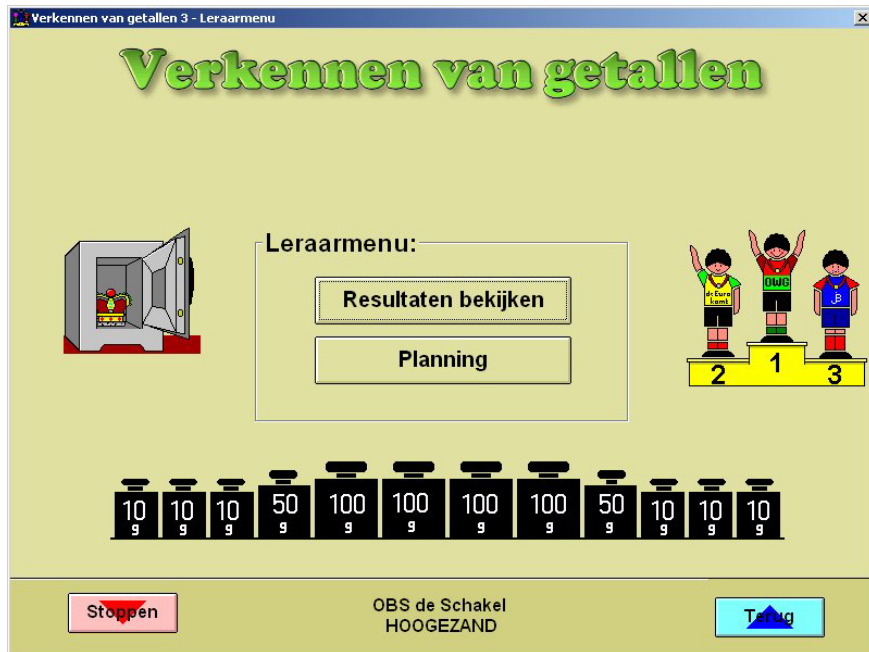 Verkennen van getallen 3 - Leraarmenu
Verkennen van getallen
Leraarmenu:
Resultaten bekijken
Planning
de Euro
komt
OWG
JB
2 1 3
10 10 10 50 100 100 100 100 50 10 10 10
g g g g g g g g g g g g
Stoppen
OBS de Schakel
HOOGEZAND
Terug